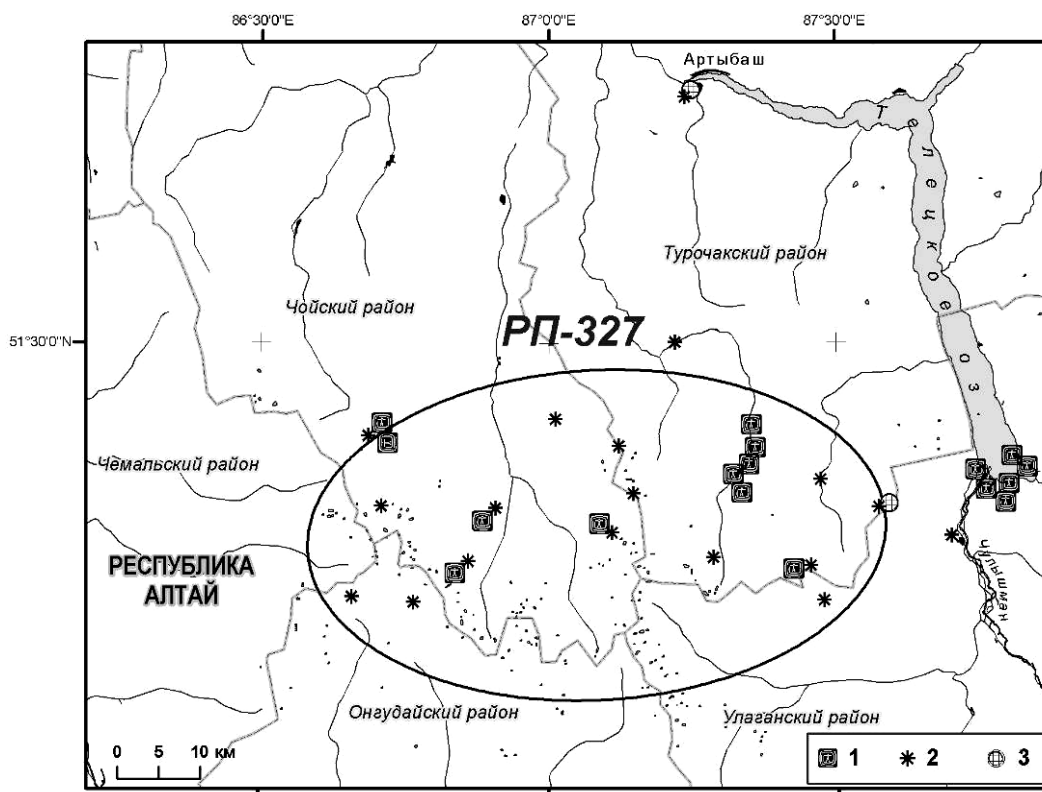 86°30'0"E
87°0'0"E
87°30'0"E
Артыбаш
Телецкое оз.
Турочакский район
Чойский район
РП-327
51°30'0"N
Чемальский район
РЕСПУБЛИКА
АЛТАЙ
Чулышман
Онгудайский район
Улаганский район
0 5 10 км
1 2 3